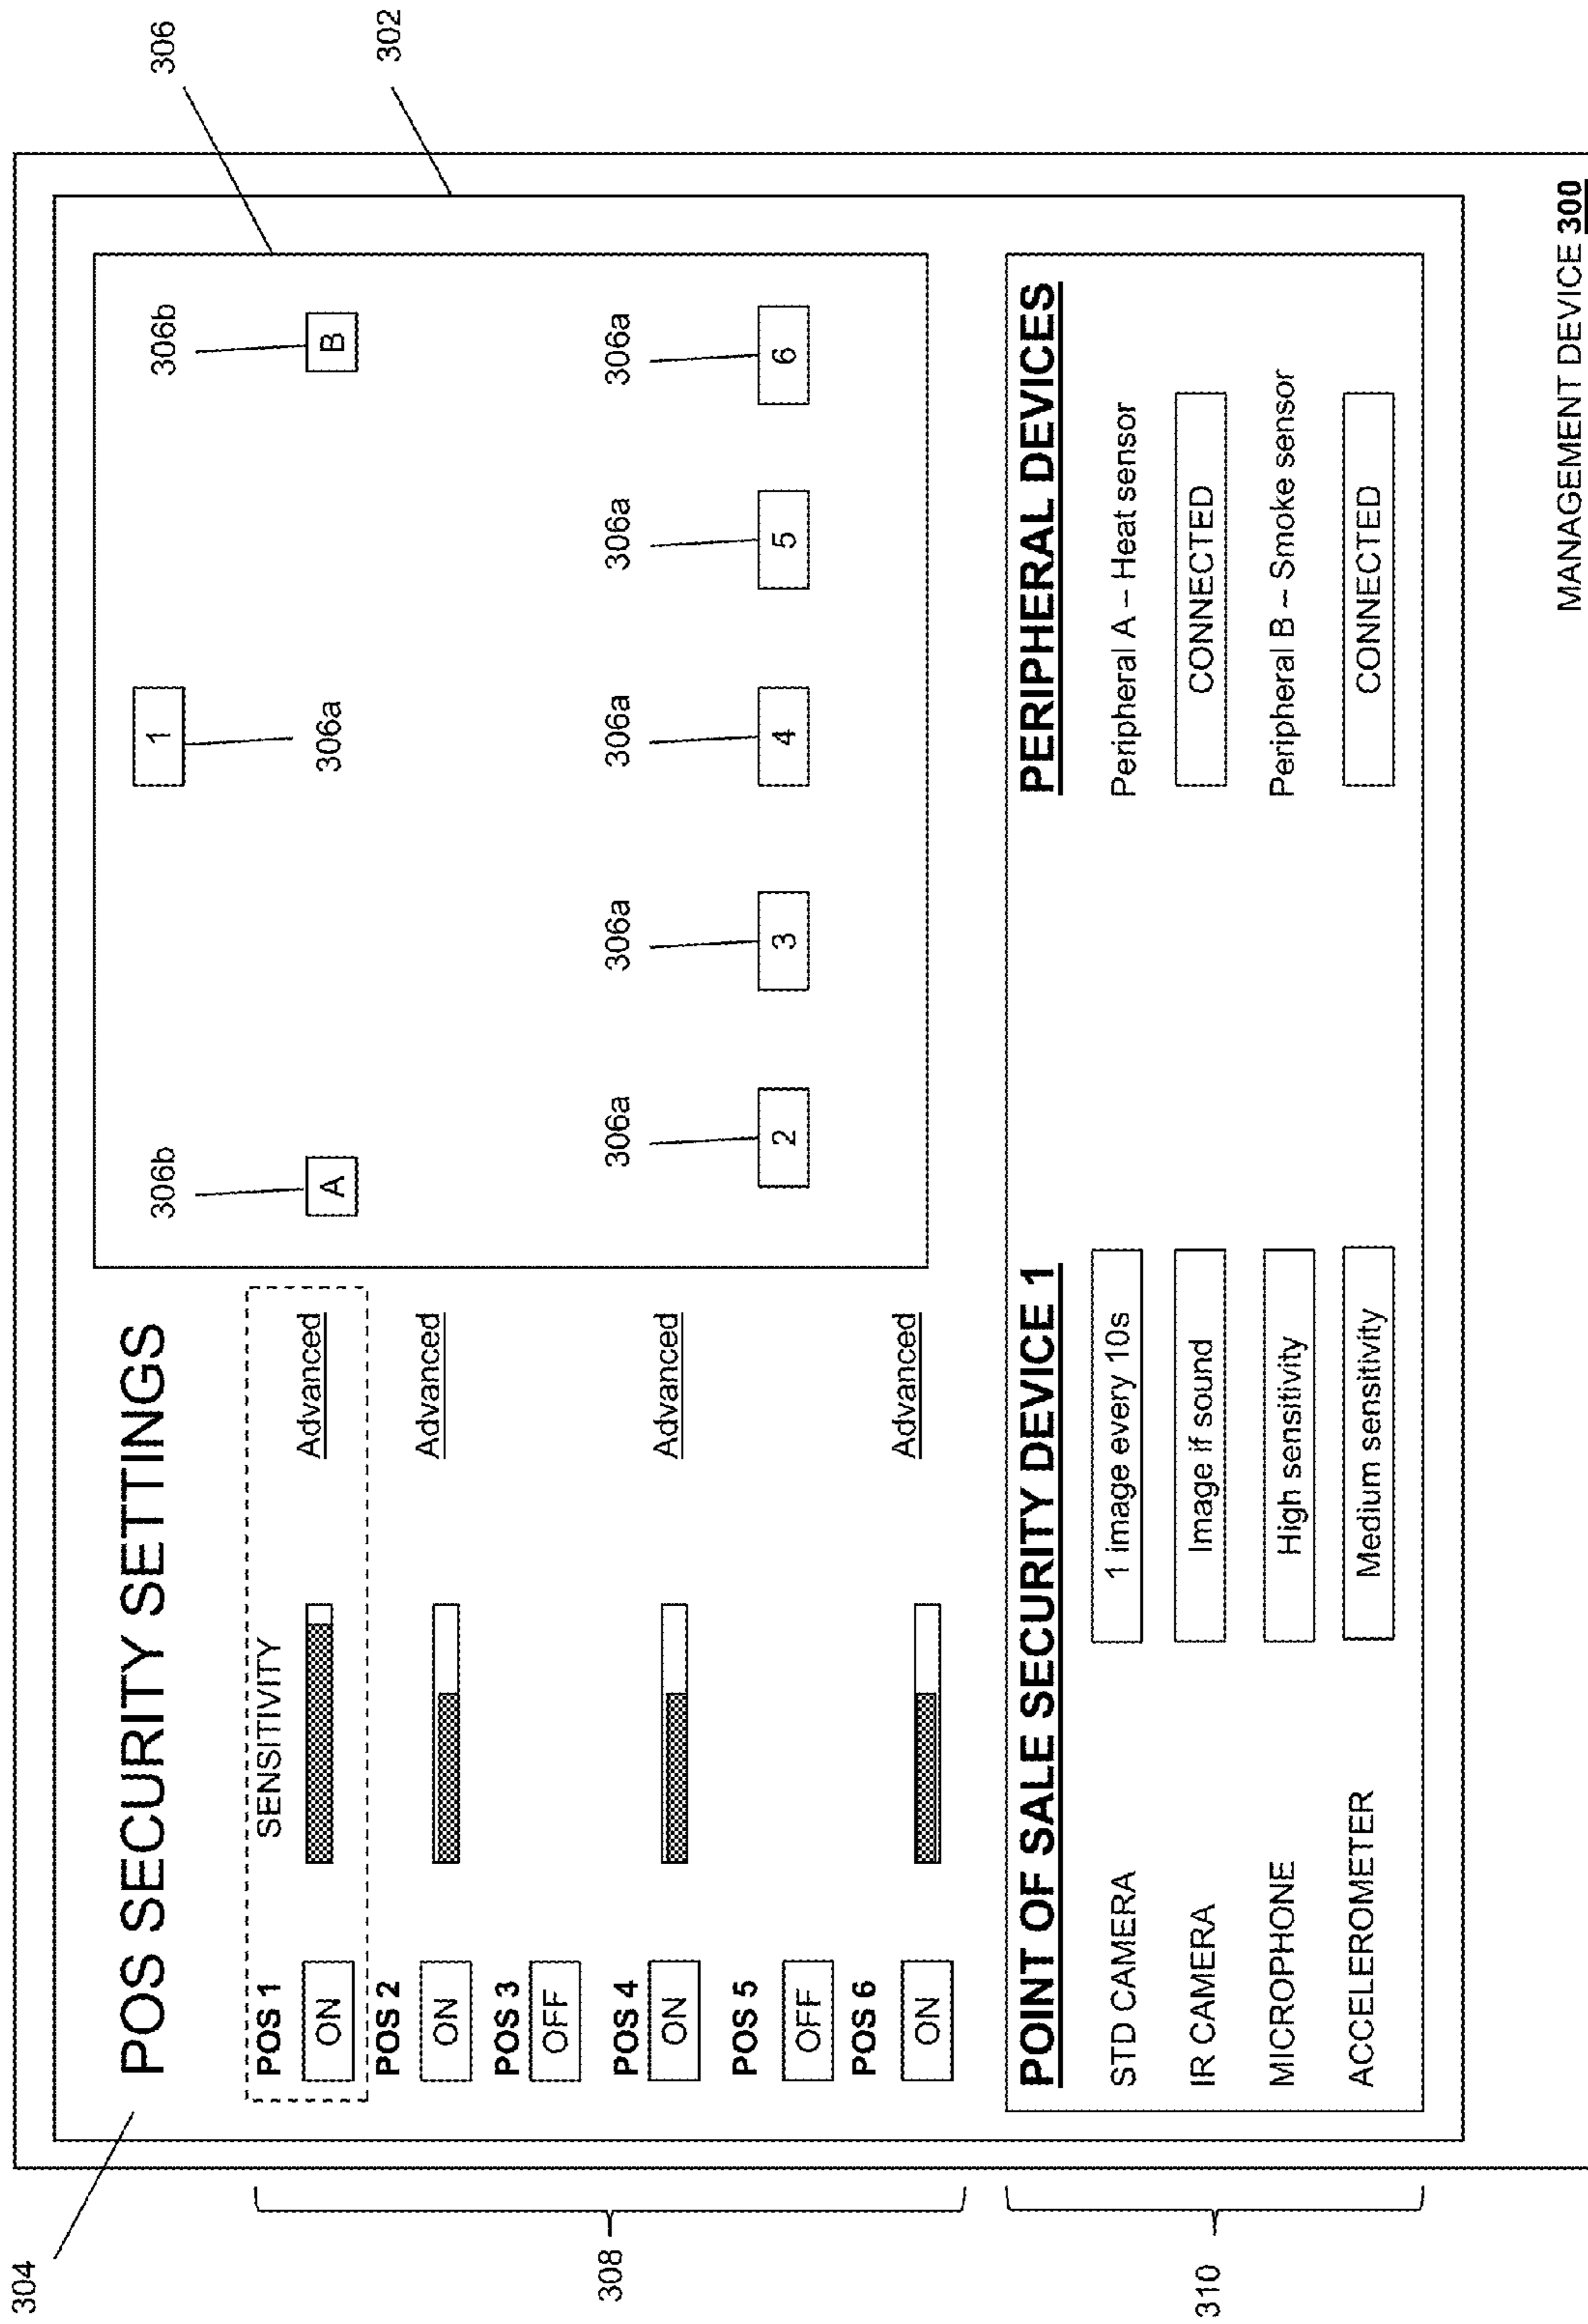 306
302
304
POS SECURITY SETTINGS
308
POS 1
SENSITIVITY
ON
Advanced
POS 2
ON
Advanced
POS 3
OFF
POS 4
ON
Advanced
POS 5
OFF
POS 6
ON
Advanced
1
306a
306b
A
306b
B
306a
306a
306a
306a
306a
2
3
4
5
6
310
POINT OF SALE SECURITY DEVICE 1
STD CAMERA
1 image every 10s
IR CAMERA
Image if sound
MICROPHONE
High sensitivity
ACCELEROMETER
Medium sensitivity
PERIPHERAL DEVICES
Peripheral A – Heat sensor
CONNECTED
Peripheral B – Smoke sensor
CONNECTED
MANAGEMENT DEVICE 300